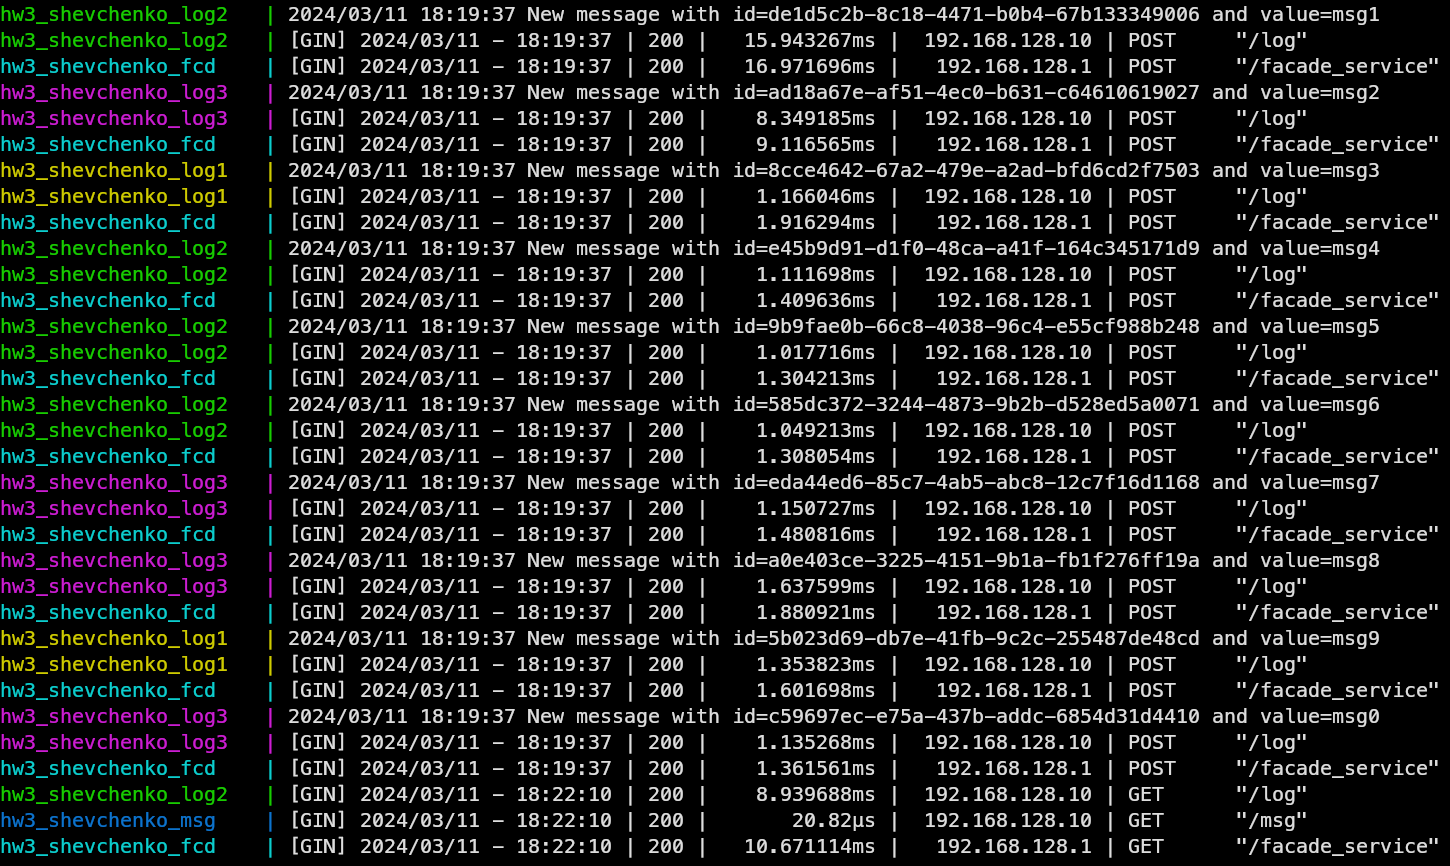 hw3_shevchenko_log2   | 2024/03/11 18:19:37 New message with id=de1d5c2b-8c18-4471-b0b4-67b133349006 and value=msg1
hw3_shevchenko_log2   | [GIN] 2024/03/11 - 18:19:37 | 200 |   15.943267ms |  192.168.128.10 | POST     "/log"
hw3_shevchenko_fcd    | [GIN] 2024/03/11 - 18:19:37 | 200 |   16.971696ms |   192.168.128.1 | POST     "/facade_service"
hw3_shevchenko_log3   | 2024/03/11 18:19:37 New message with id=ad18a67e-af51-4ec0-b631-c64610619027 and value=msg2
hw3_shevchenko_log3   | [GIN] 2024/03/11 - 18:19:37 | 200 |    8.349185ms |  192.168.128.10 | POST     "/log"
hw3_shevchenko_fcd    | [GIN] 2024/03/11 - 18:19:37 | 200 |    9.116565ms |   192.168.128.1 | POST     "/facade_service"
hw3_shevchenko_log1   | 2024/03/11 18:19:37 New message with id=8cce4642-67a2-479e-a2ad-bfd6cd2f7503 and value=msg3
hw3_shevchenko_log1   | [GIN] 2024/03/11 - 18:19:37 | 200 |    1.166046ms |  192.168.128.10 | POST     "/log"
hw3_shevchenko_fcd    | [GIN] 2024/03/11 - 18:19:37 | 200 |    1.916294ms |   192.168.128.1 | POST     "/facade_service"
hw3_shevchenko_log2   | 2024/03/11 18:19:37 New message with id=e45b9d91-d1f0-48ca-a41f-164c345171d9 and value=msg4
hw3_shevchenko_log2   | [GIN] 2024/03/11 - 18:19:37 | 200 |    1.111698ms |  192.168.128.10 | POST     "/log"
hw3_shevchenko_fcd    | [GIN] 2024/03/11 - 18:19:37 | 200 |    1.409636ms |   192.168.128.1 | POST     "/facade_service"
hw3_shevchenko_log2   | 2024/03/11 18:19:37 New message with id=9b9fae0b-66c8-4038-96c4-e55cf988b248 and value=msg5
hw3_shevchenko_log2   | [GIN] 2024/03/11 - 18:19:37 | 200 |    1.017716ms |  192.168.128.10 | POST     "/log"
hw3_shevchenko_fcd    | [GIN] 2024/03/11 - 18:19:37 | 200 |    1.304213ms |   192.168.128.1 | POST     "/facade_service"
hw3_shevchenko_log2   | 2024/03/11 18:19:37 New message with id=585dc372-3244-4873-9b2b-d528ed5a0071 and value=msg6
hw3_shevchenko_log2   | [GIN] 2024/03/11 - 18:19:37 | 200 |    1.049213ms |  192.168.128.10 | POST     "/log"
hw3_shevchenko_fcd    | [GIN] 2024/03/11 - 18:19:37 | 200 |    1.308054ms |   192.168.128.1 | POST     "/facade_service"
hw3_shevchenko_log3   | 2024/03/11 18:19:37 New message with id=eda44ed6-85c7-4ab5-abc8-12c7f16d1168 and value=msg7
hw3_shevchenko_log3   | [GIN] 2024/03/11 - 18:19:37 | 200 |    1.150727ms |  192.168.128.10 | POST     "/log"
hw3_shevchenko_fcd    | [GIN] 2024/03/11 - 18:19:37 | 200 |    1.480816ms |   192.168.128.1 | POST     "/facade_service"
hw3_shevchenko_log3   | 2024/03/11 18:19:37 New message with id=a0e403ce-3225-4151-9b1a-fb1f276ff19a and value=msg8
hw3_shevchenko_log3   | [GIN] 2024/03/11 - 18:19:37 | 200 |    1.637599ms |  192.168.128.10 | POST     "/log"
hw3_shevchenko_fcd    | [GIN] 2024/03/11 - 18:19:37 | 200 |    1.880921ms |   192.168.128.1 | POST     "/facade_service"
hw3_shevchenko_log1   | 2024/03/11 18:19:37 New message with id=5b023d69-db7e-41fb-9c2c-255487de48cd and value=msg9
hw3_shevchenko_log1   | [GIN] 2024/03/11 - 18:19:37 | 200 |    1.353823ms |  192.168.128.10 | POST     "/log"
hw3_shevchenko_fcd    | [GIN] 2024/03/11 - 18:19:37 | 200 |    1.601698ms |   192.168.128.1 | POST     "/facade_service"
hw3_shevchenko_log3   | 2024/03/11 18:19:37 New message with id=c59697ec-e75a-437b-addc-6854d31d4410 and value=msg0
hw3_shevchenko_log3   | [GIN] 2024/03/11 - 18:19:37 | 200 |    1.135268ms |  192.168.128.10 | POST     "/log"
hw3_shevchenko_fcd    | [GIN] 2024/03/11 - 18:19:37 | 200 |    1.361561ms |   192.168.128.1 | POST     "/facade_service"
hw3_shevchenko_log2   | [GIN] 2024/03/11 - 18:22:10 | 200 |    8.939688ms |  192.168.128.10 | GET      "/log"
hw3_shevchenko_msg    | [GIN] 2024/03/11 - 18:22:10 | 200 |       20.82µs |  192.168.128.10 | GET      "/msg"
hw3_shevchenko_fcd    | [GIN] 2024/03/11 - 18:22:10 | 200 |   10.671114ms |   192.168.128.1 | GET      "/facade_service"